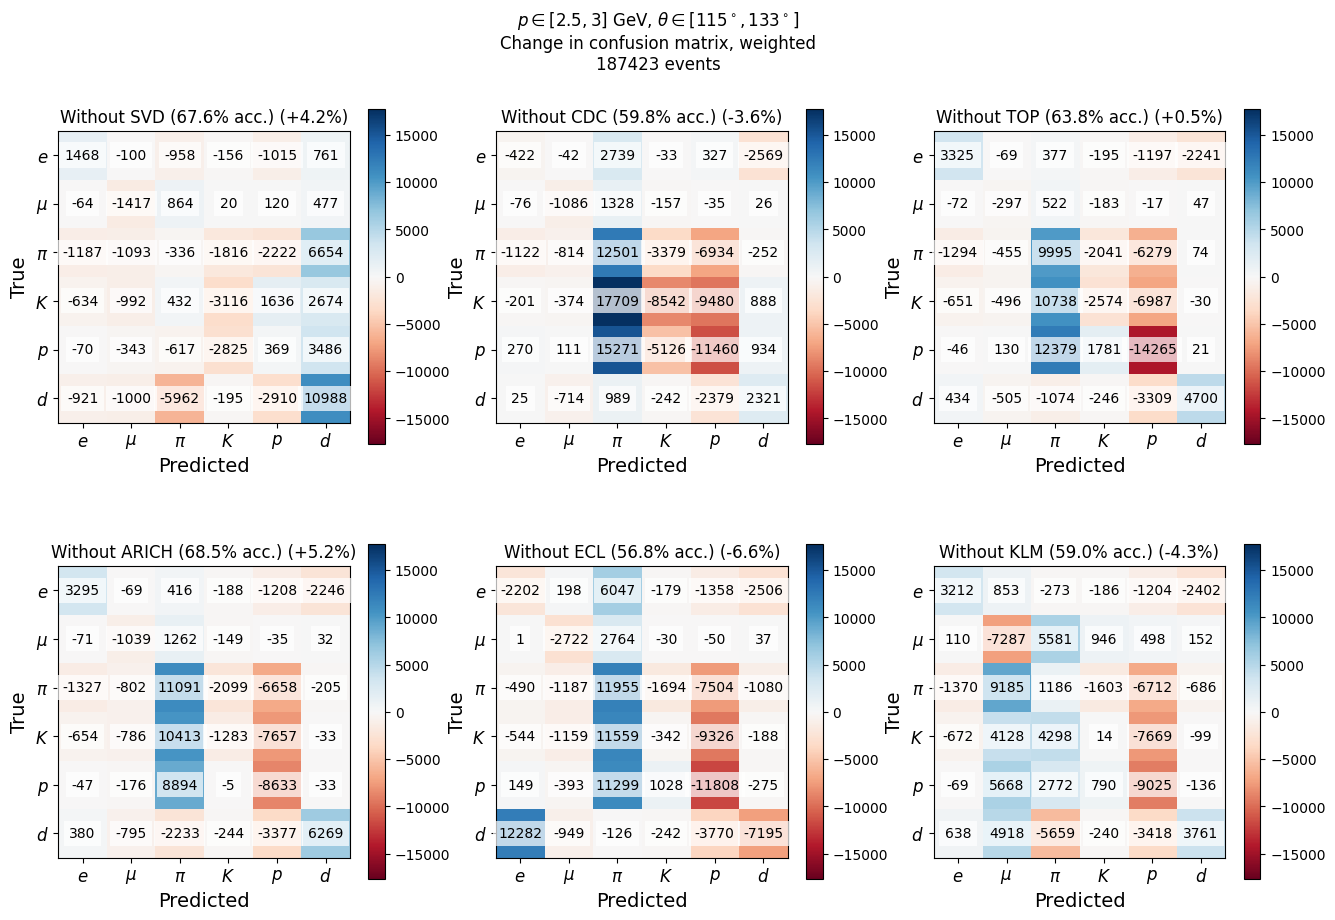 p ∈ [2.5, 3] GeV, θ ∈ [115°, 133°]
Change in confusion matrix, weighted
187423 events
Without SVD (67.6% acc.) (+4.2%)
e 1468 -100 -958 -156 -1015 761
μ -64 -1417 864 20 120 477
π -1187 -1093 -336 -1816 -2222 6654
K -634 -992 432 -3116 1636 2674
p -70 -343 -617 -2825 369 3486
d -921 -1000 -5962 -195 -2910 10988
e μ π K p d
Predicted
True
15000
10000
5000
0
−5000
−10000
−15000
Without CDC (59.8% acc.) (-3.6%)
e -422 -42 2739 -33 327 -2569
μ -76 -1086 1328 -157 -35 26
π -1122 -814 12501 -3379 -6934 -252
K -201 -374 17709 -8542 -9480 888
p 270 111 15271 -5126 -11460 934
d 25 -714 989 -242 -2379 2321
e μ π K p d
Predicted
True
15000
10000
5000
0
−5000
−10000
−15000
Without TOP (63.8% acc.) (+0.5%)
e 3325 -69 377 -195 -1197 -2241
μ -72 -297 522 -183 -17 47
π -1294 -455 9995 -2041 -6279 74
K -651 -496 10738 -2574 -6987 -30
p -46 130 12379 1781 -14265 21
d 434 -505 -1074 -246 -3309 4700
e μ π K p d
Predicted
True
15000
10000
5000
0
−5000
−10000
−15000
Without ARICH (68.5% acc.) (+5.2%)
e 3295 -69 416 -188 -1208 -2246
μ -71 -1039 1262 -149 -35 32
π -1327 -802 11091 -2099 -6658 -205
K -654 -786 10413 -1283 -7657 -33
p -47 -176 8894 -5 -8633 -33
d 380 -795 -2233 -244 -3377 6269
e μ π K p d
Predicted
True
15000
10000
5000
0
−5000
−10000
−15000
Without ECL (56.8% acc.) (-6.6%)
e -2202 198 6047 -179 -1358 -2506
μ 1 -2722 2764 -30 -50 37
π -490 -1187 11955 -1694 -7504 -1080
K -544 -1159 11559 -342 -9326 -188
p 149 -393 11299 1028 -11808 -275
d 12282 -949 -126 -242 -3770 -7195
e μ π K p d
Predicted
True
15000
10000
5000
0
−5000
−10000
−15000
Without KLM (59.0% acc.) (-4.3%)
e 3212 853 -273 -186 -1204 -2402
μ 110 -7287 5581 946 498 152
π -1370 9185 1186 -1603 -6712 -686
K -672 4128 4298 14 -7669 -99
p -69 5668 2772 790 -9025 -136
d 638 4918 -5659 -240 -3418 3761
e μ π K p d
Predicted
True
15000
10000
5000
0
−5000
−10000
−15000